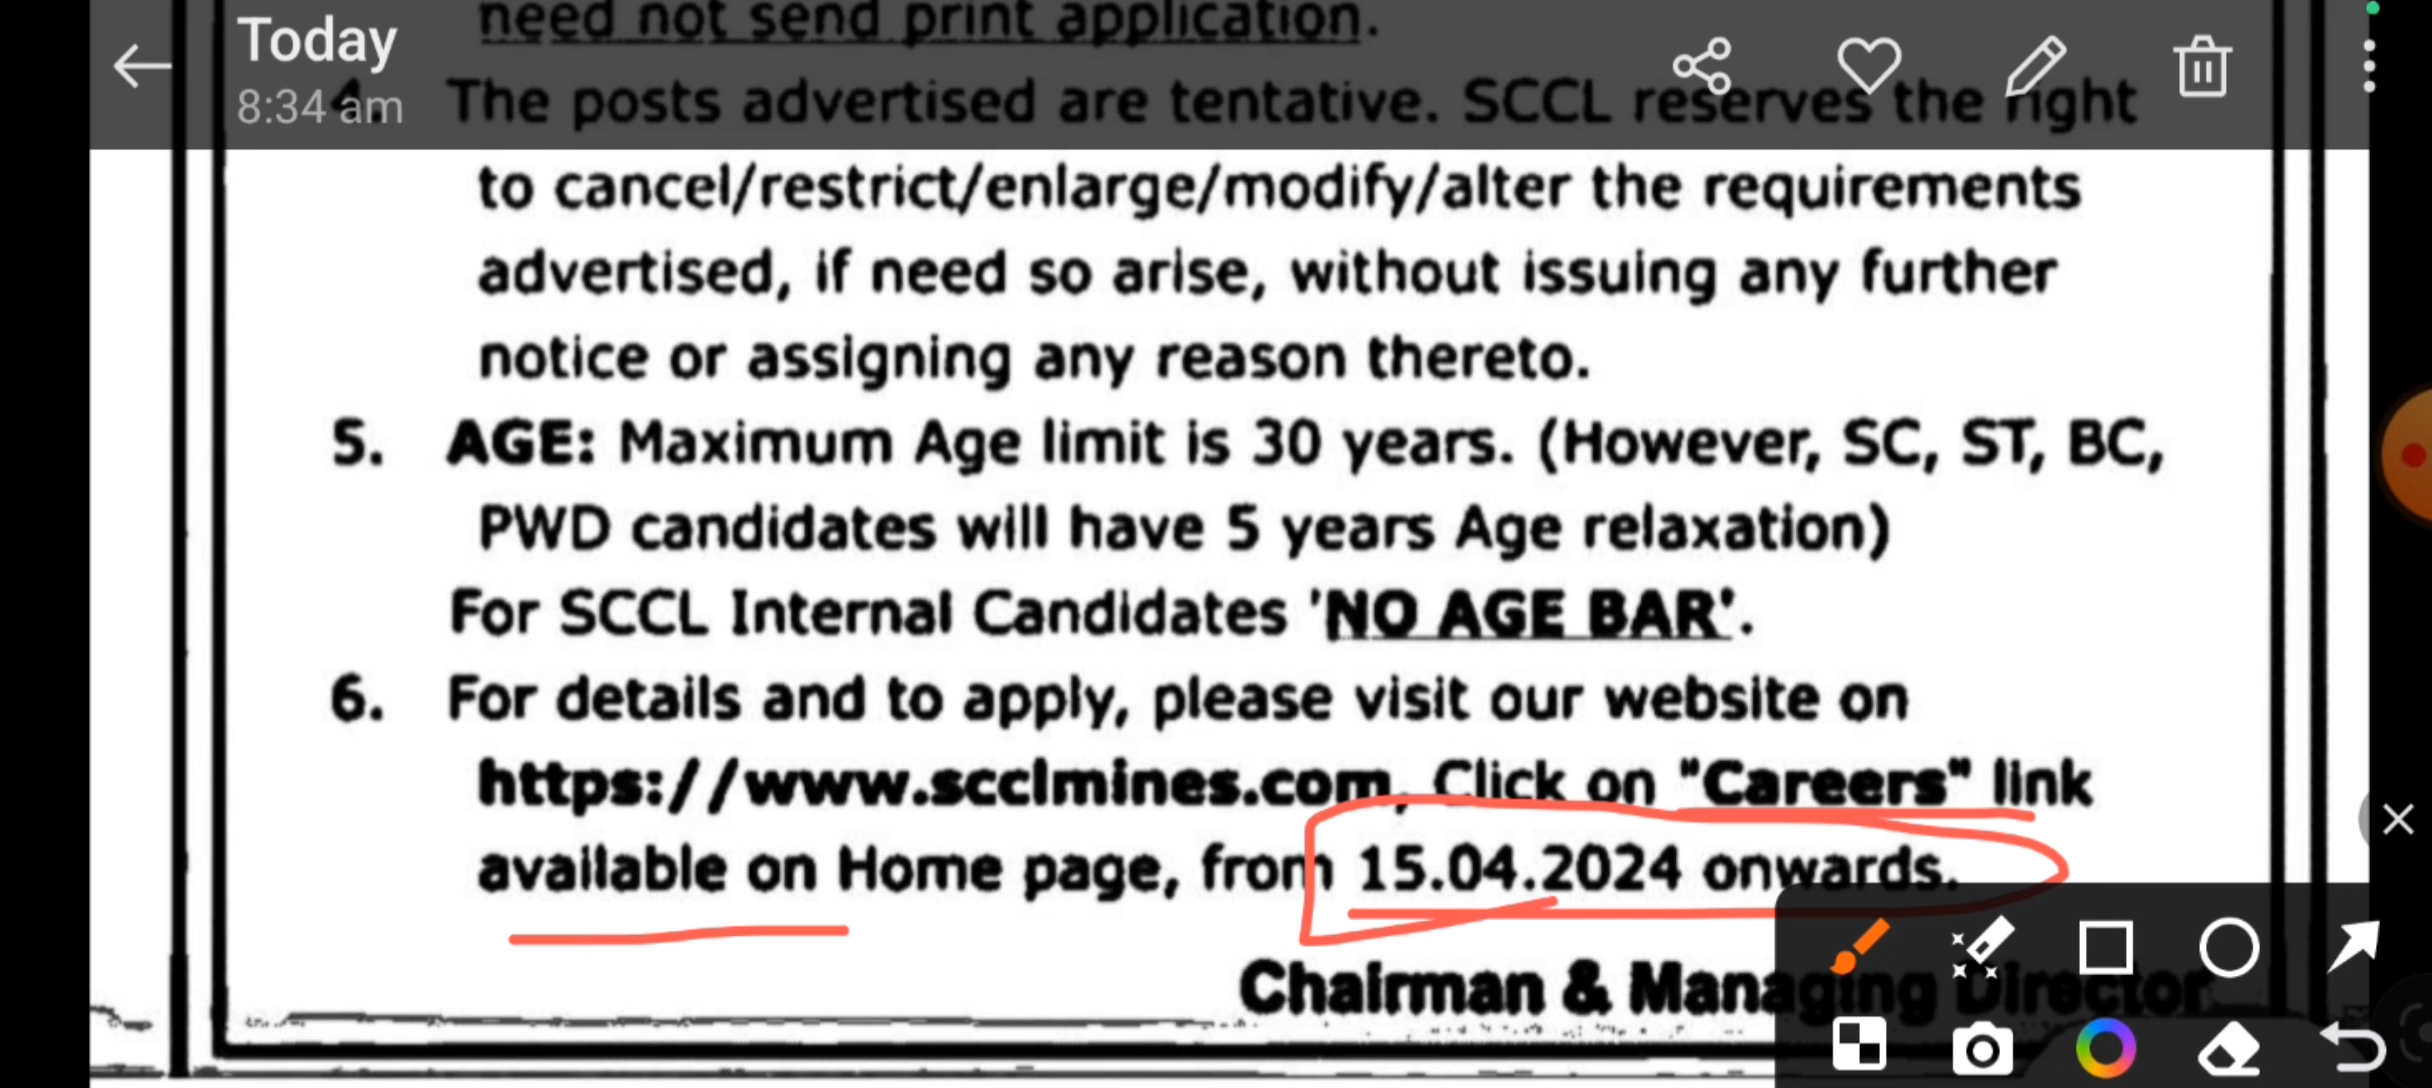 need not send print application.
Today
8:34 am
4. The posts advertised are tentative. SCCL reserves the right
to cancel/restrict/enlarge/modify/alter the requirements
advertised, if need so arise, without issuing any further
notice or assigning any reason thereto.
5. AGE: Maximum Age limit is 30 years. (However, SC, ST, BC,
PWD candidates will have 5 years Age relaxation)
For SCCL Internal Candidates 'NO AGE BAR'.
6. For details and to apply, please visit our website on
https://www.scclmines.com, Click on "Careers" link
available on Home page, from 15.04.2024 onwards.
Chairman & Managing Director